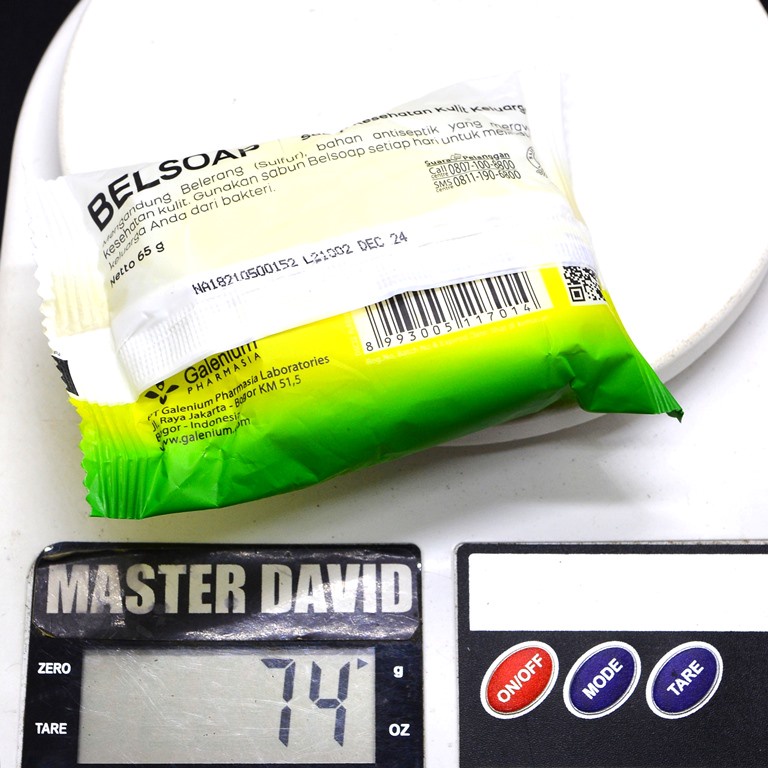 BELSOAP
Kesehatan Kulit Keluarga
Mengandung Belerang (Sulfur), bahan antiseptik yang
kesehatan kulit. Gunakan sabun Belsoap setiap hari untuk
keluarga Anda dari bakteri.
Netto 65 g
Suara Pelanggan
Call 0807-100-8800
SMS 0811-190-6800
NA18210500152 L21002 DEC 24
8 993005 117014
Galenium
PHARMASIA
PT Galenium Pharmasia Laboratories
Jl. Raya Jakarta - Bogor KM 51,5
Bogor - Indonesia
www.galenium.com
MASTER DAVID
ZERO
TARE
74
g
OZ
ON/OFF
MODE
TARE